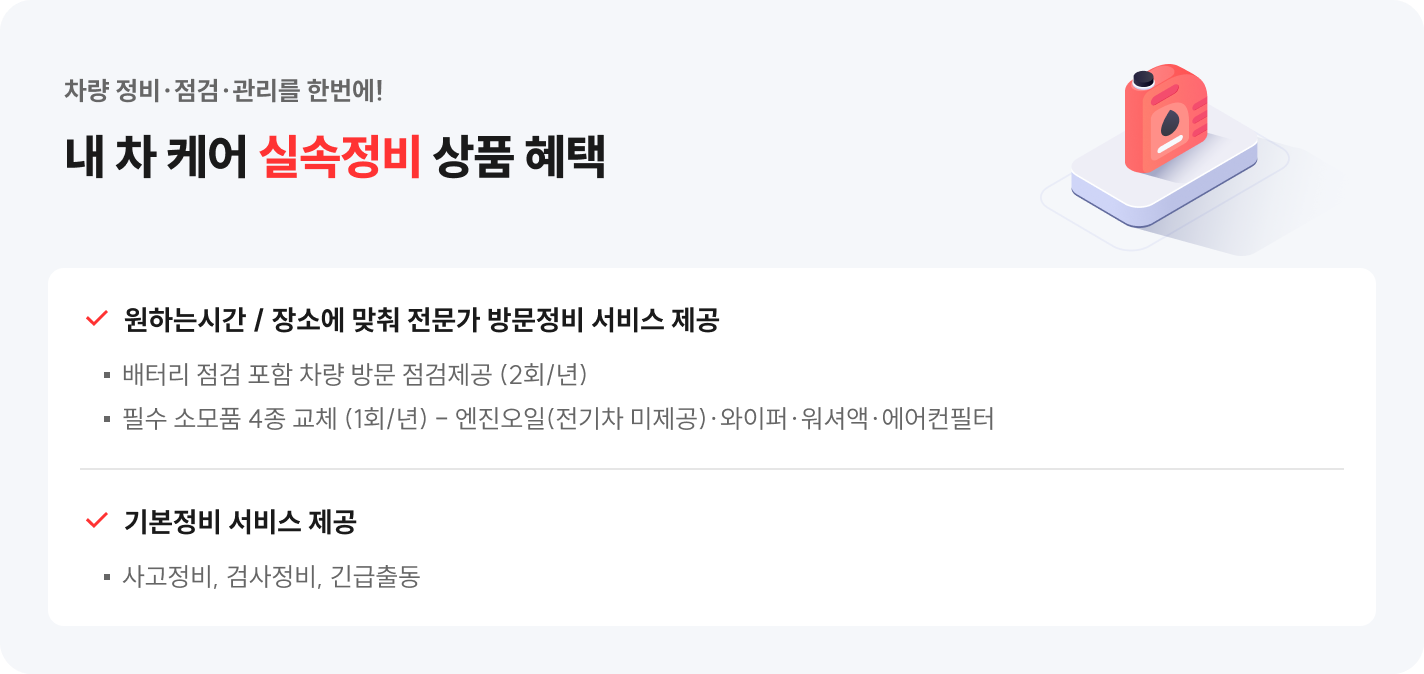 차량 정비·점검·관리를 한번에!
내 차 케어 실속정비 상품 혜택
원하는시간 / 장소에 맞춰 전문가 방문정비 서비스 제공
▪ 배터리 점검 포함 차량 방문 점검제공 (2회/년)
▪ 필수 소모품 4종 교체 (1회/년) – 엔진오일(전기차 미제공)·와이퍼·워셔액·에어컨필터
기본정비 서비스 제공
▪ 사고정비, 검사정비, 긴급출동